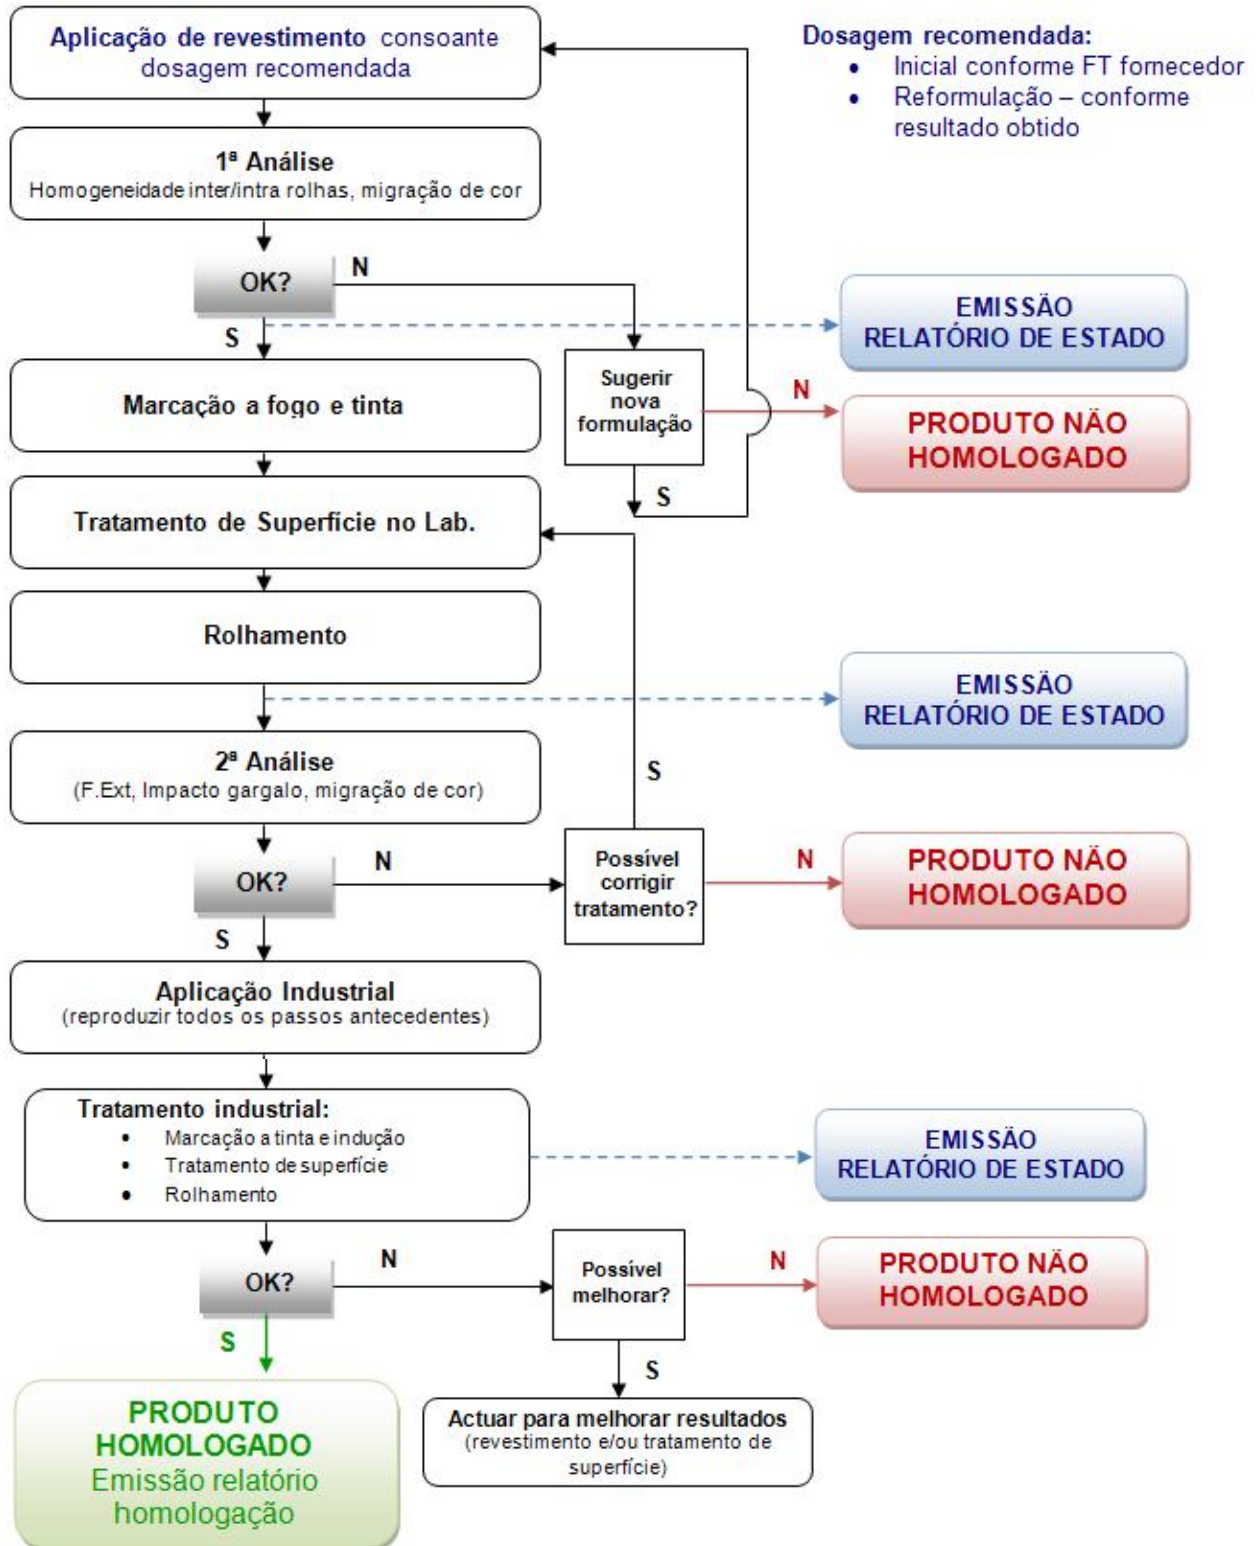 Aplicação de revestimento consoante
dosagem recomendada
Dosagem recomendada:
• Inicial conforme FT fornecedor
• Reformulação – conforme
resultado obtido
1ª Análise
Homogeneidade inter/intra rolhas, migração de cor
OK?
N
S
EMISSÃO
RELATÓRIO DE ESTADO
Sugerir
nova
formulação
N
S
PRODUTO NÃO
HOMOLOGADO
Marcação a fogo e tinta
Tratamento de Superfície no Lab.
Rolhamento
EMISSÃO
RELATÓRIO DE ESTADO
2ª Análise
(F.Ext, Impacto gargalo, migração de cor)
S
OK?
N
S
Possível
corrigir
tratamento?
N
PRODUTO NÃO
HOMOLOGADO
Aplicação Industrial
(reproduzir todos os passos antecedentes)
Tratamento industrial:
• Marcação a tinta e indução
• Tratamento de superfície
• Rolhamento
EMISSÃO
RELATÓRIO DE ESTADO
OK?
N
S
Possível
melhorar?
N
S
PRODUTO NÃO
HOMOLOGADO
PRODUTO
HOMOLOGADO
Emissão relatório
homologação
Actuar para melhorar resultados
(revestimento e/ou tratamento de
superfície)